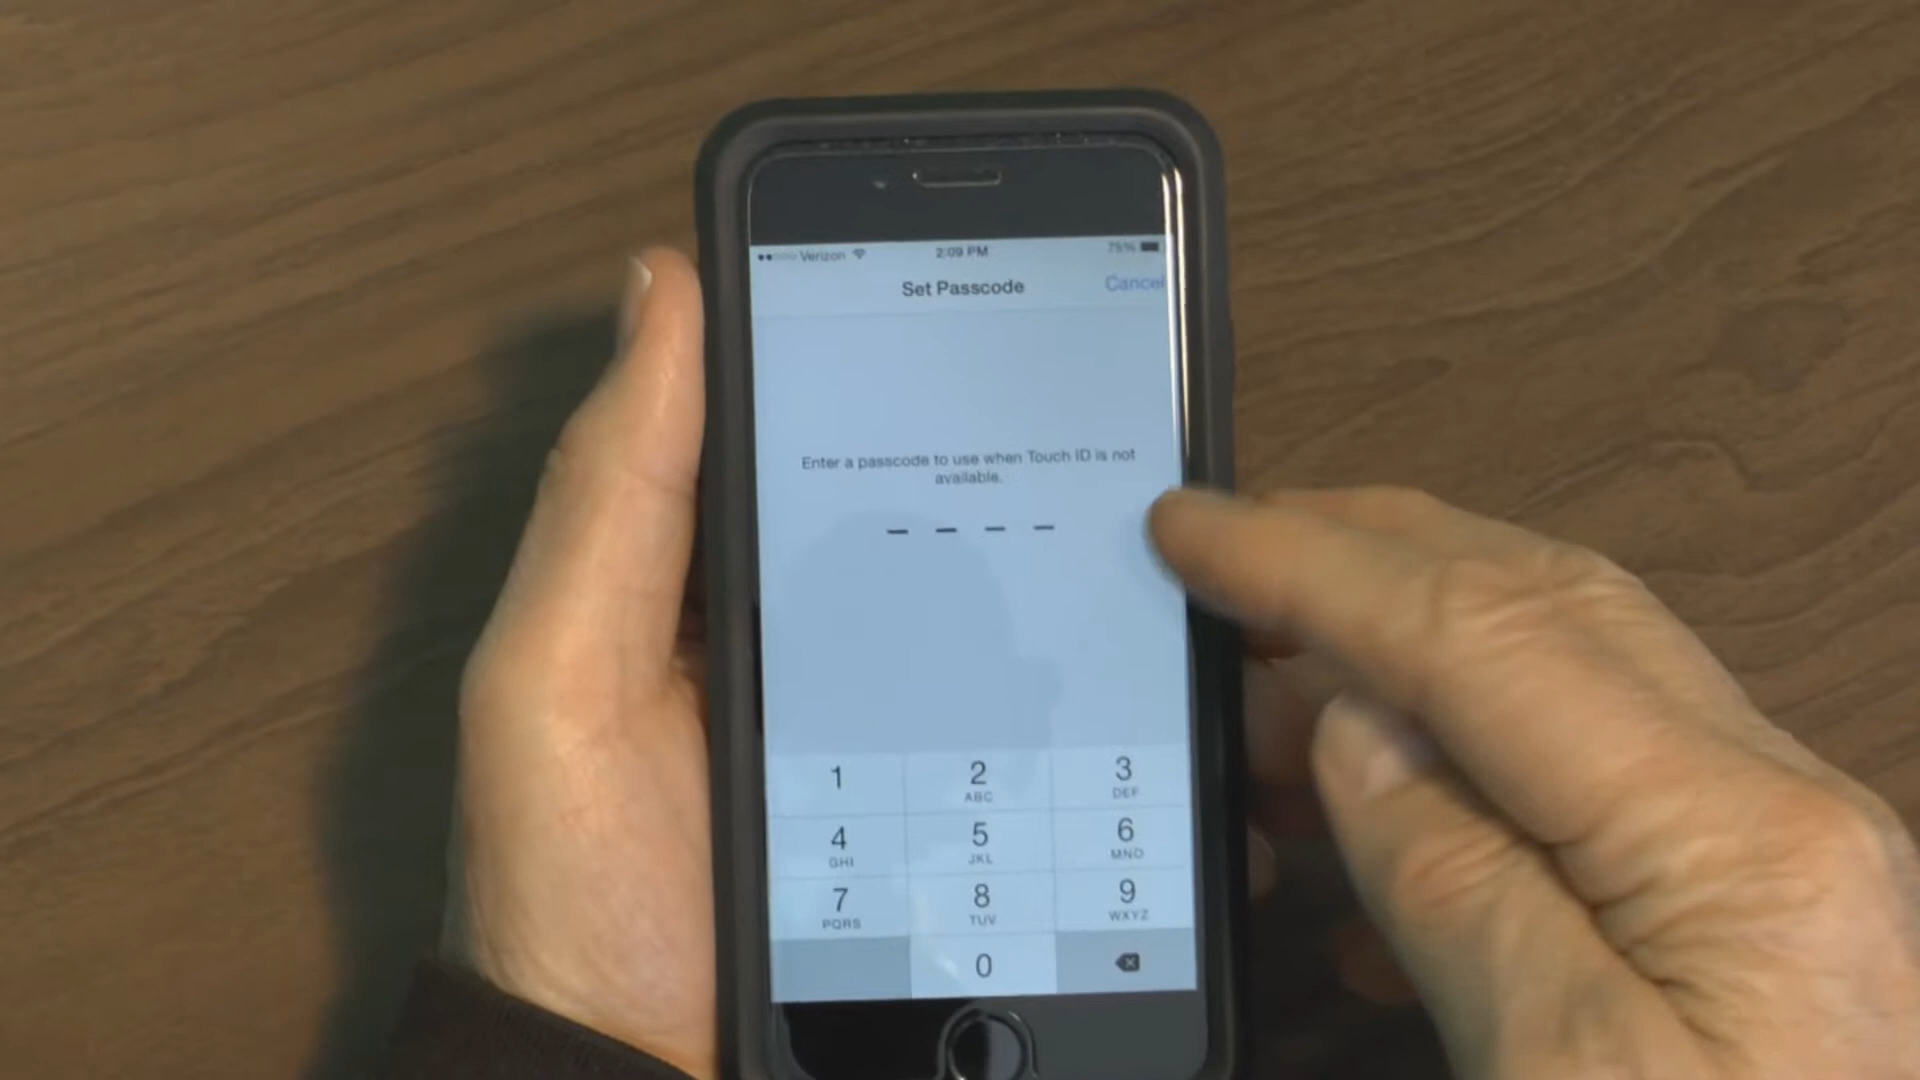 Verizon 2:09 PM 75%
Set Passcode Cancel
Enter a passcode to use when Touch ID is not
available.
1 2 3
ABC DEF
4 5 6
GHI JKL MNO
7 8 9
PQRS TUV WXYZ
0